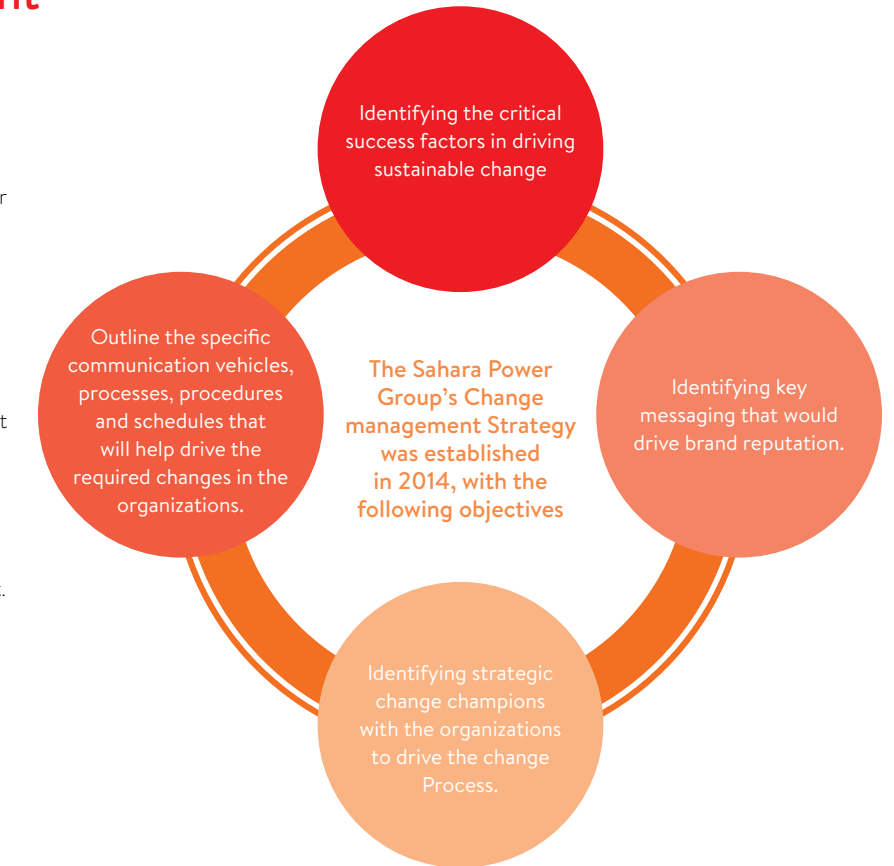 Identifying the critical
success factors in driving
sustainable change
Outline the specific
communication vehicles,
processes, procedures
and schedules that
will help drive the
required changes in the
organizations.
The Sahara Power
Group's Change
management Strategy
was established
in 2014, with the
following objectives
Identifying key
messaging that would
drive brand reputation.
Identifying strategic
change champions
with the organizations
to drive the change
Process.